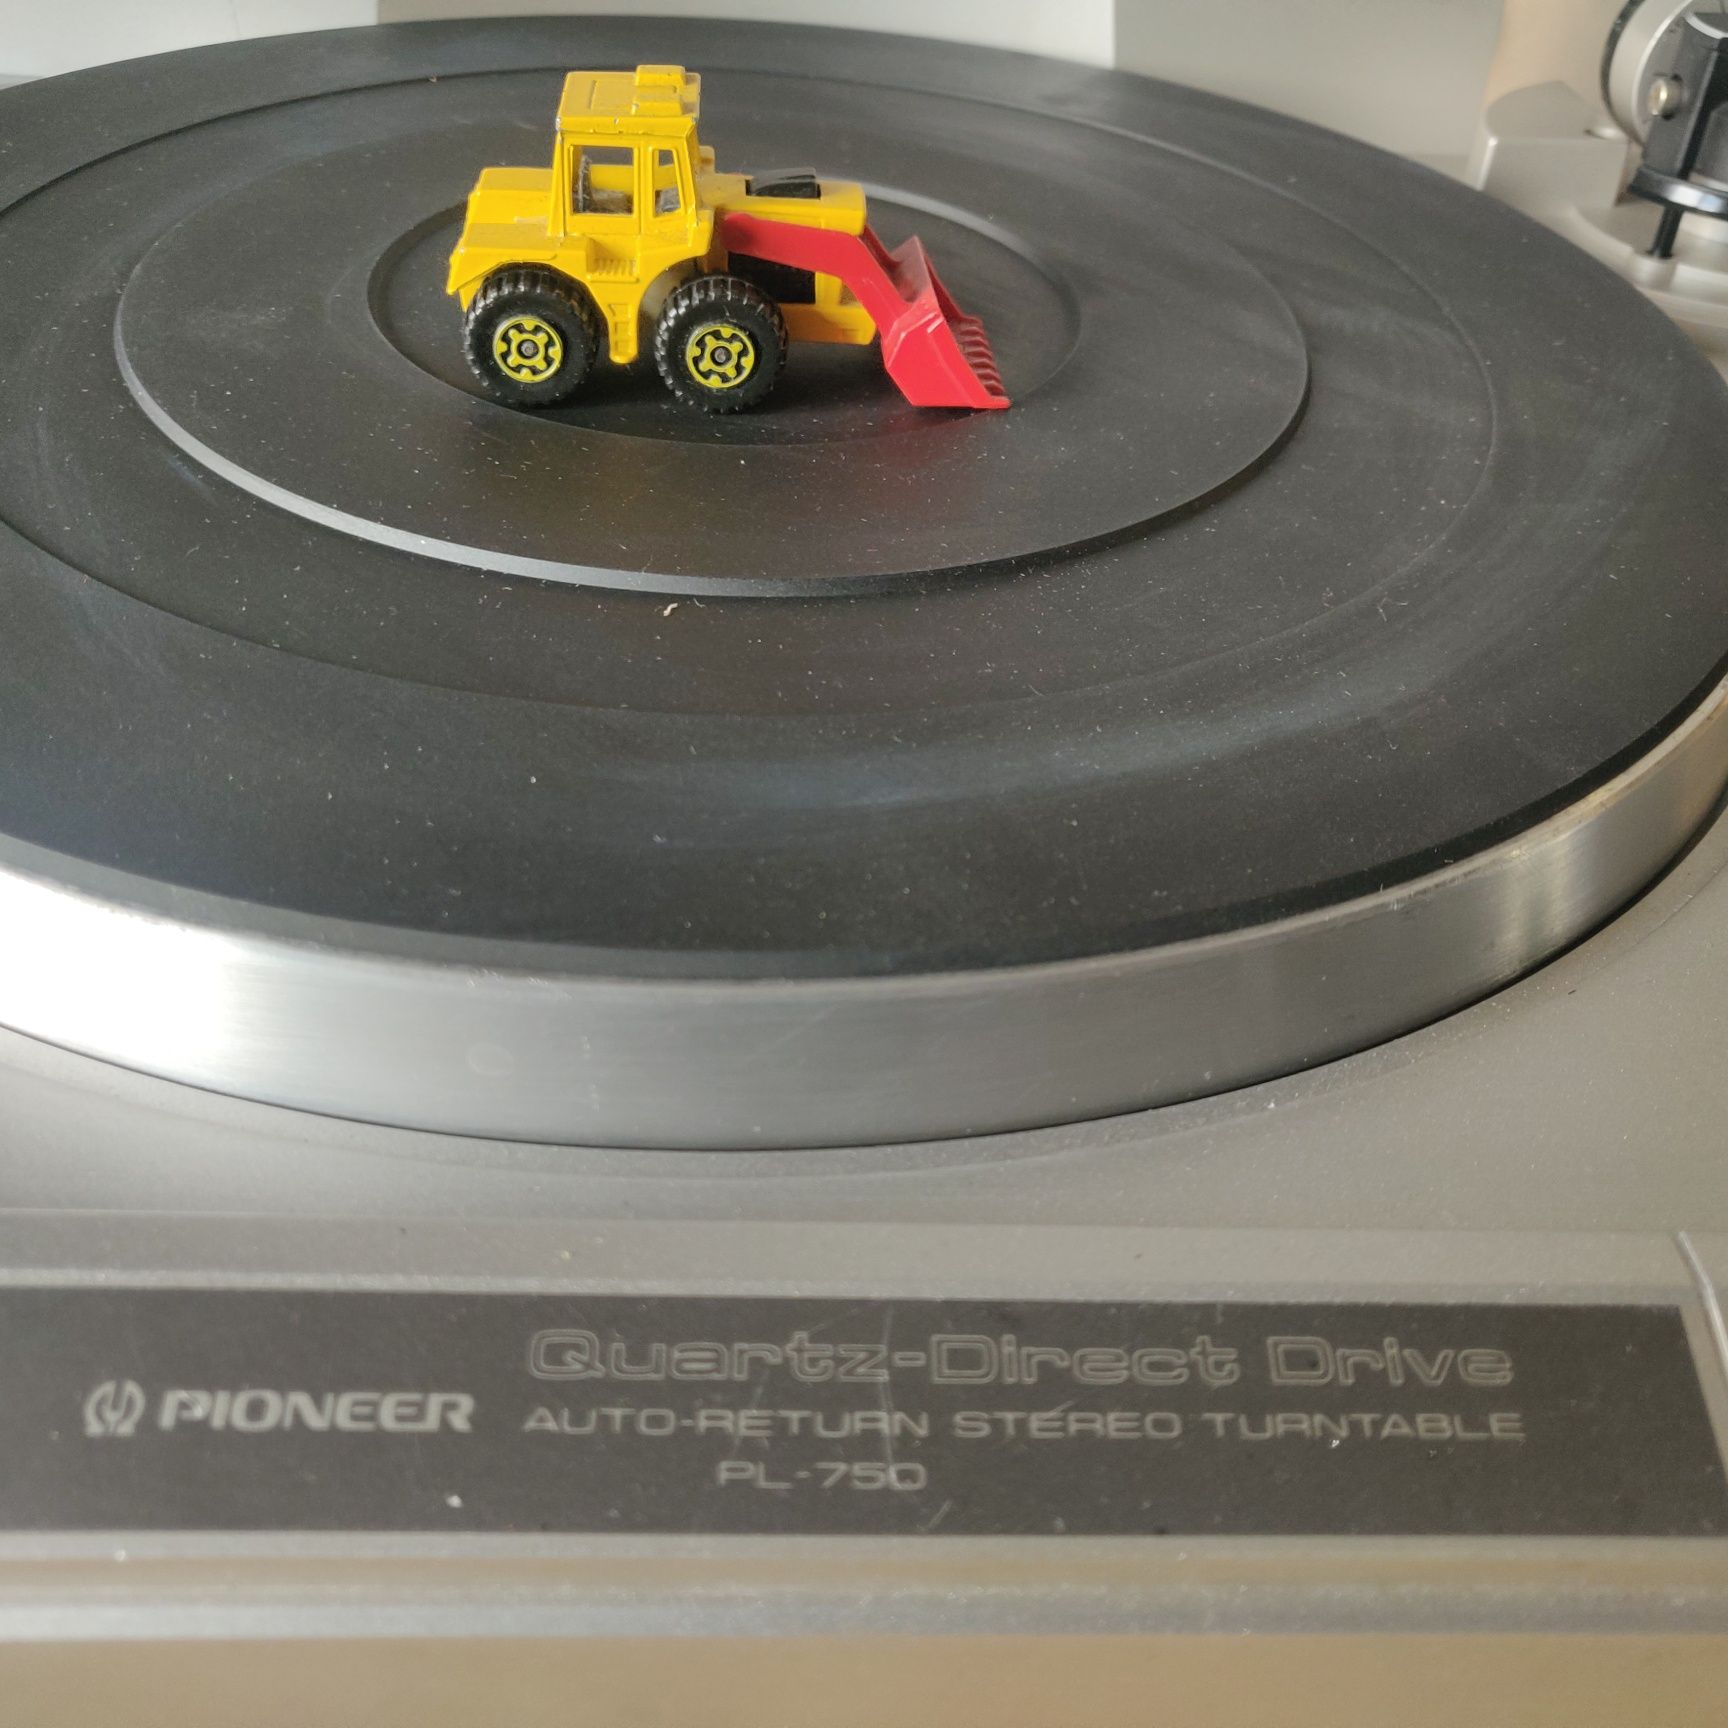 PIONEER
Quartz-Direct Drive
AUTO-RETURN STEREO TURNTABLE
PL-750